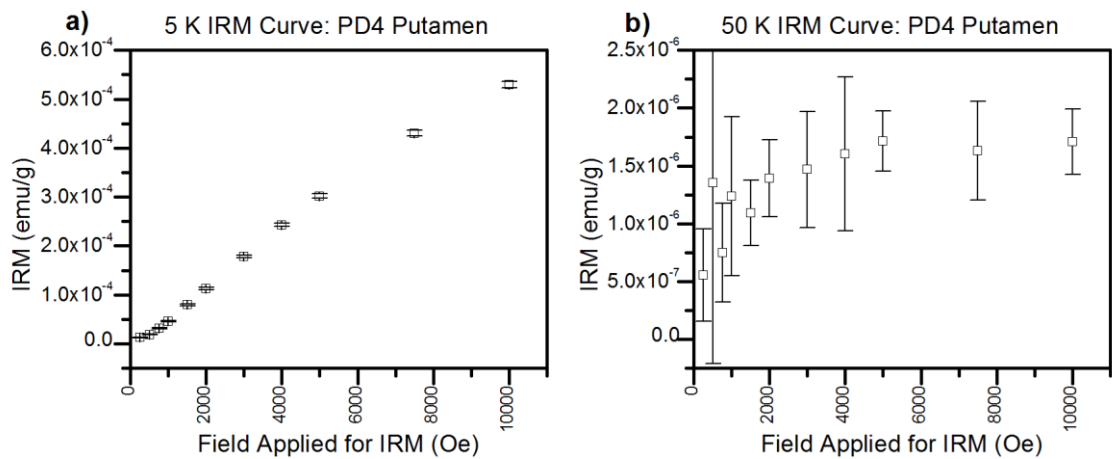 a)
5 K IRM Curve: PD4 Putamen
6.0x10⁻⁴
5.0x10⁻⁴
4.0x10⁻⁴
3.0x10⁻⁴
2.0x10⁻⁴
1.0x10⁻⁴
0.0
IRM (emu/g)
0
2000
4000
6000
8000
10000
Field Applied for IRM (Oe)
b)
50 K IRM Curve: PD4 Putamen
2.5x10⁻⁶
2.0x10⁻⁶
1.5x10⁻⁶
1.0x10⁻⁶
5.0x10⁻⁷
0.0
IRM (emu/g)
0
2000
4000
6000
8000
10000
Field Applied for IRM (Oe)